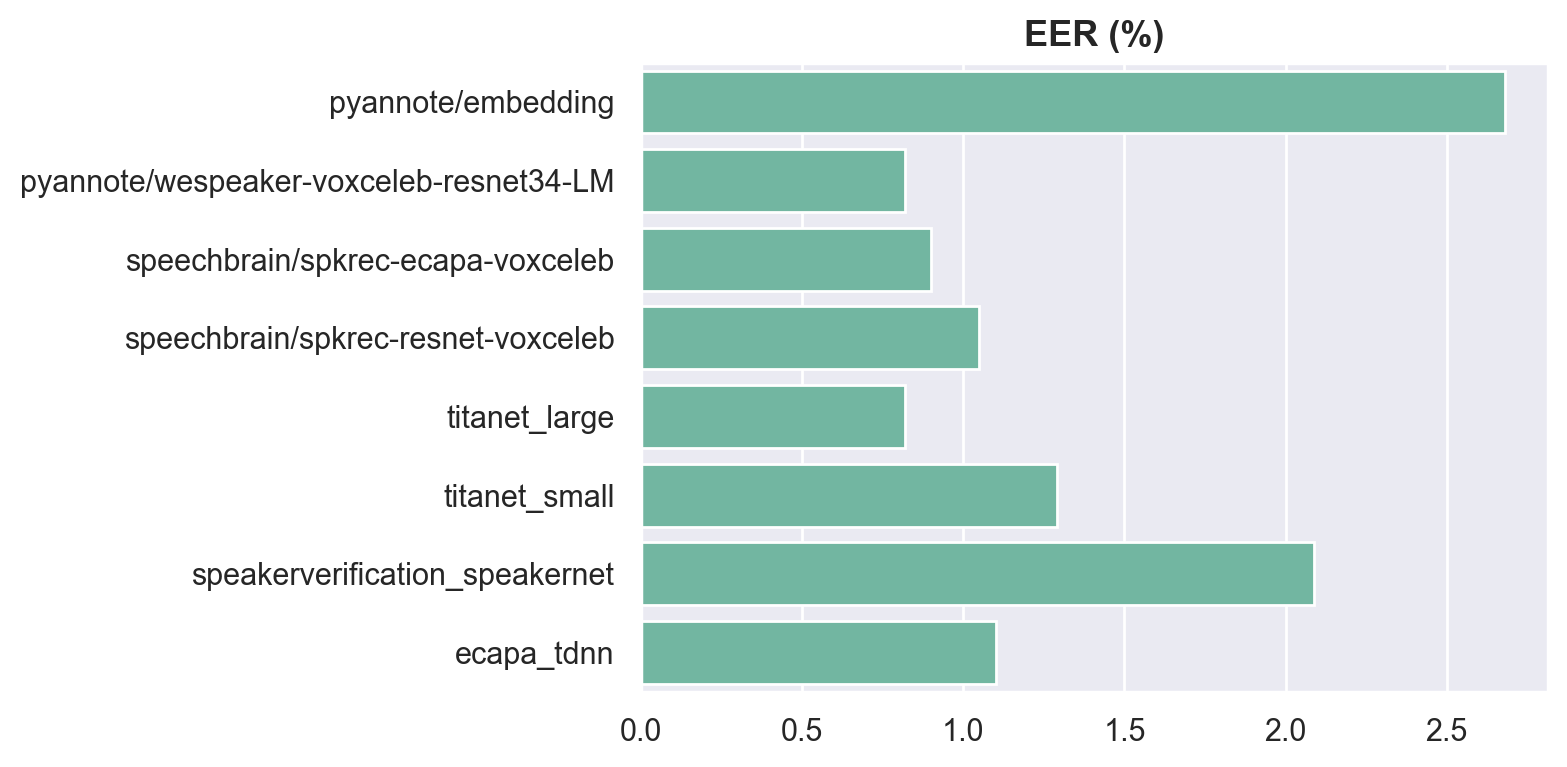 EER (%)
pyannote/embedding
pyannote/wespeaker-voxceleb-resnet34-LM
speechbrain/spkrec-ecapa-voxceleb
speechbrain/spkrec-resnet-voxceleb
titanet_large
titanet_small
speakerverification_speakernet
ecapa_tdnn
0.0 0.5 1.0 1.5 2.0 2.5